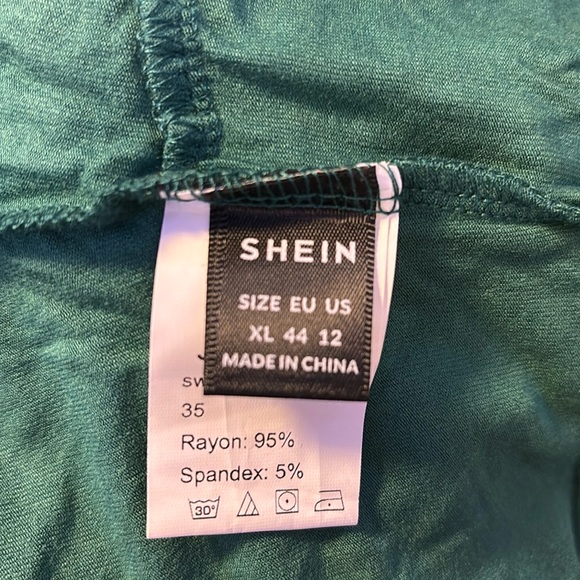 SHEIN
SIZE EU US
XL 44 12
MADE IN CHINA
35
Rayon: 95%
Spandex: 5%
30°